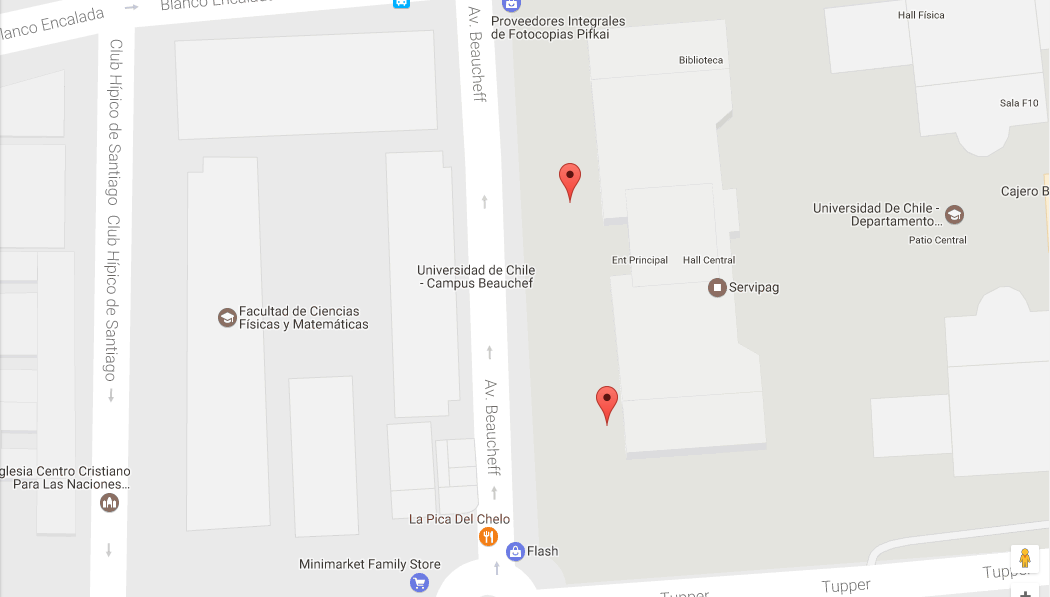 Blanco Encalada
Blanco Encalada
Proveedores Integrales
de Fotocopias Pifkai
Hall Física
Av. Beaucheff
Club Hípico de Santiago
Biblioteca
Sala F10
Cajero B
Universidad De Chile -
Departamento...
Patio Central
Club Hípico de Santiago
Ent Principal
Hall Central
Universidad de Chile
- Campus Beauchef
Servipag
Facultad de Ciencias
Físicas y Matemáticas
Av. Beaucheff
glesia Centro Cristiano
Para Las Naciones...
La Pica Del Chelo
Flash
Minimarket Family Store
Tupper
Tupper
Tupper